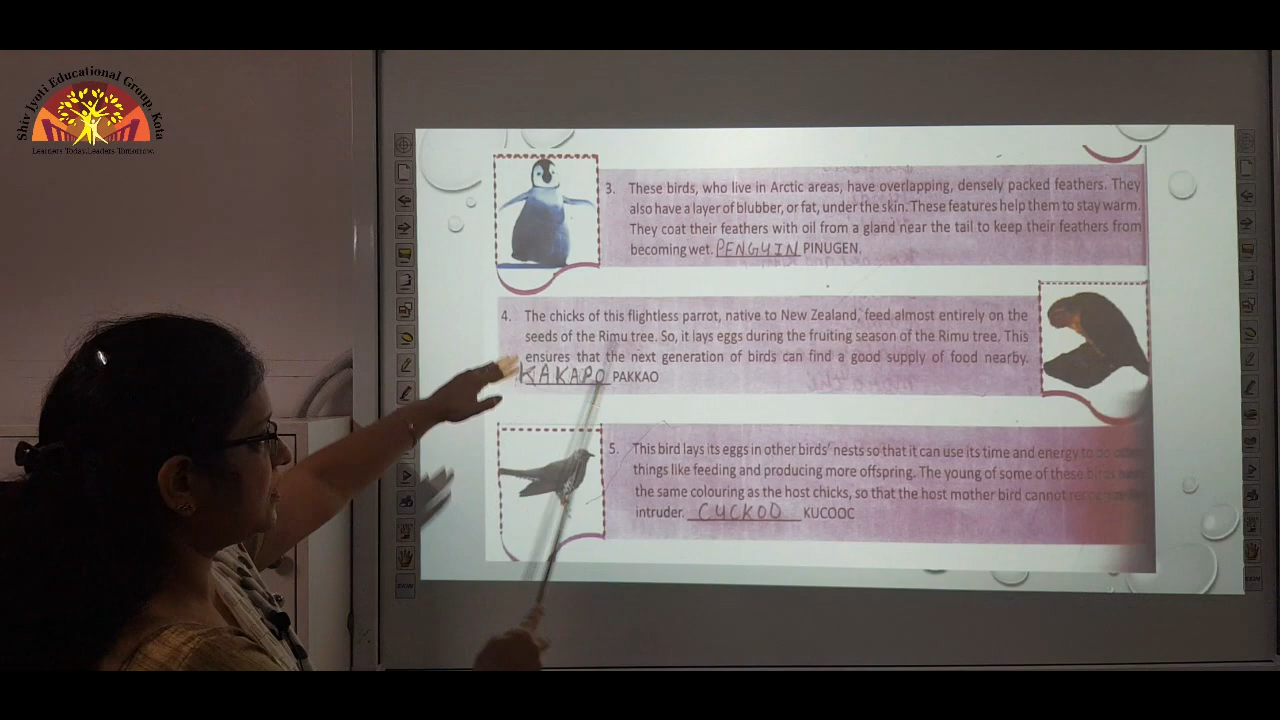 Shiv Jyoti Educational Group, Kota
Learners Today.Leaders Tomorrow.
3. These birds, who live in Arctic areas, have overlapping, densely packed feathers. They
also have a layer of blubber, or fat, under the skin. These features help them to stay warm.
They coat their feathers with oil from a gland near the tail to keep their feathers from
becoming wet. PENGUIN PINUGEN.
4. The chicks of this flightless parrot, native to New Zealand, feed almost entirely on the
seeds of the Rimu tree. So, it lays eggs during the fruiting season of the Rimu tree. This
ensures that the next generation of birds can find a good supply of food nearby.
KAKAPO PAKKAO
5. This bird lays its eggs in other birds' nests so that it can use its time and energy to do
things like feeding and producing more offspring. The young of some of these birds have
the same colouring as the host chicks, so that the host mother bird cannot
intruder. CUCKOO KUCOOC